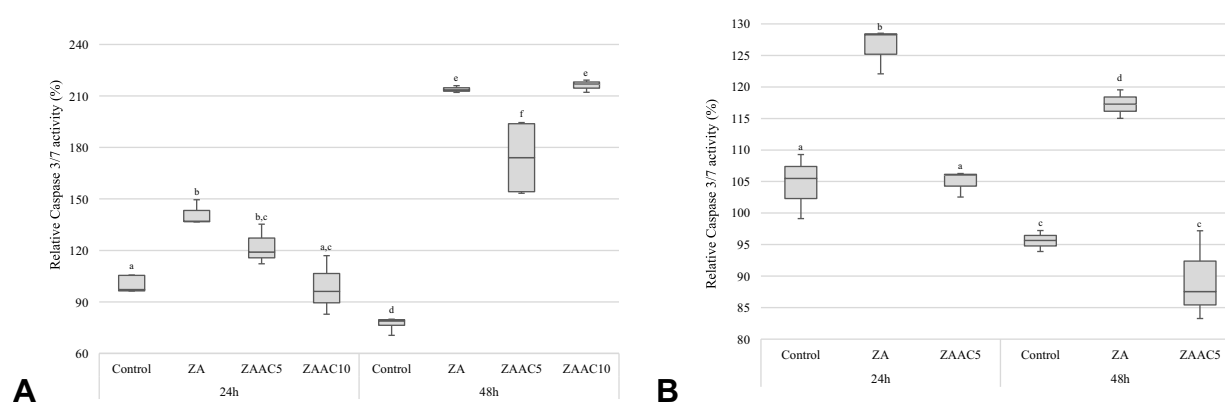 Relative Caspase 3/7 activity (%)
240
210
180
150
120
90
60
a
b
b,c
a,c
d
e
f
e
Control ZA ZAAC5 ZAAC10 Control ZA ZAAC5 ZAAC10
24h 48h
A
Relative Caspase 3/7 activity (%)
130
125
120
115
110
105
100
95
90
85
80
a
b
a
c
d
c
Control ZA ZAAC5 Control ZA ZAAC5
24h 48h
B